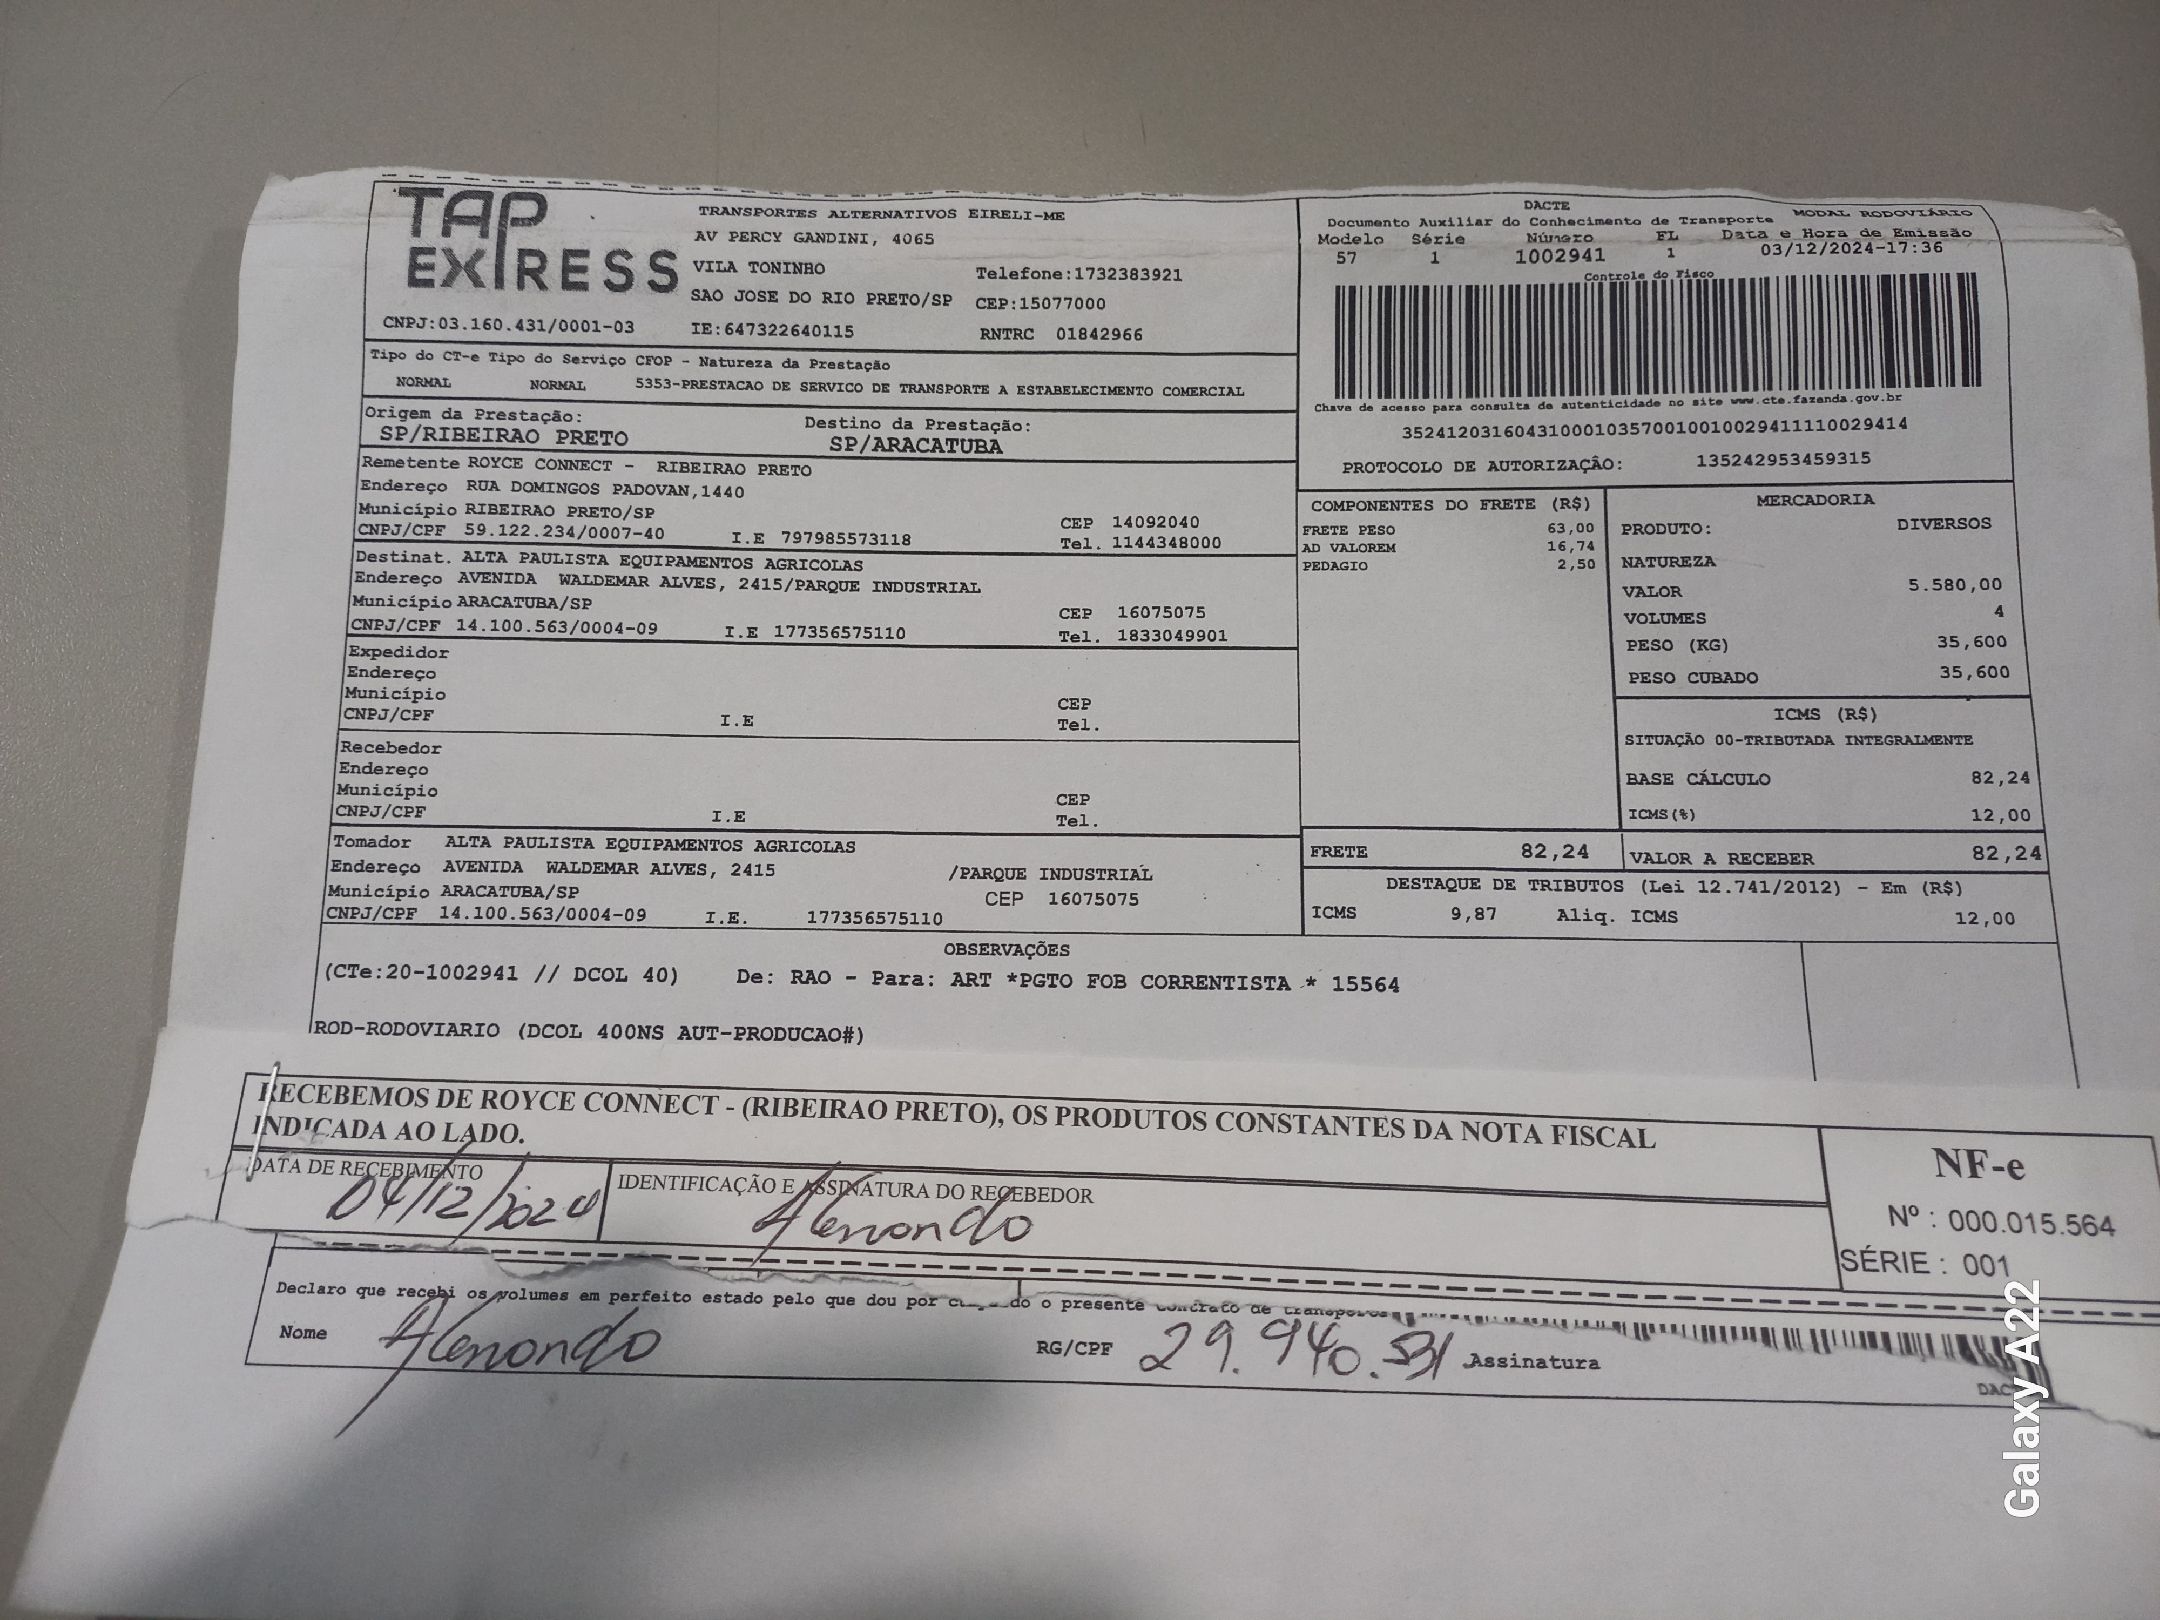 TAP EXPRESS
TRANSPORTES ALTERNATIVOS EIRELI-ME
AV PERCY GANDINI, 4065
VILA TONINHO Telefone:1732383921
SAO JOSE DO RIO PRETO/SP CEP:15077000
CNPJ:03.160.431/0001-03 IE:647322640115 RNTRC 01842966
Tipo do CT-e Tipo do Serviço CFOP - Natureza da Prestação
NORMAL NORMAL 5353-PRESTACAO DE SERVICO DE TRANSPORTE A ESTABELECIMENTO COMERCIAL
Origem da Prestação: Destino da Prestação:
SP/RIBEIRAO PRETO SP/ARACATUBA
Remetente ROYCE CONNECT - RIBEIRAO PRETO
Endereço RUA DOMINGOS PADOVAN,1440
Município RIBEIRAO PRETO/SP CEP 14092040
CNPJ/CPF 59.122.234/0007-40 I.E 797985573118 Tel. 1144348000
Destinat. ALTA PAULISTA EQUIPAMENTOS AGRICOLAS
Endereço AVENIDA WALDEMAR ALVES, 2415/PARQUE INDUSTRIAL
Município ARACATUBA/SP CEP 16075075
CNPJ/CPF 14.100.563/0004-09 I.E 177356575110 Tel. 1833049901
Expedidor
Endereço
Município CEP
CNPJ/CPF I.E Tel.
Recebedor
Endereço
Município CEP
CNPJ/CPF I.E Tel.
Tomador ALTA PAULISTA EQUIPAMENTOS AGRICOLAS
Endereço AVENIDA WALDEMAR ALVES, 2415 /PARQUE INDUSTRIAL
Município ARACATUBA/SP CEP 16075075
CNPJ/CPF 14.100.563/0004-09 I.E. 177356575110
DACTE
Documento Auxiliar do Conhecimento de Transporte MODAL RODOVIÁRIO
Modelo Série Número FL Data e Hora de Emissão
57 1 1002941 1 03/12/2024-17:36
Controle do Fisco
Chave de acesso para consulta de autenticidade no site www.cte.fazenda.gov.br
35241203160431000103570010010029411110029414
PROTOCOLO DE AUTORIZAÇÃO: 135242953459315
COMPONENTES DO FRETE (R$)
FRETE PESO 63,00
AD VALOREM 16,74
PEDAGIO 2,50
MERCADORIA
PRODUTO: DIVERSOS
NATUREZA
VALOR 5.580,00
VOLUMES 4
PESO (KG) 35,600
PESO CUBADO 35,600
ICMS (R$)
SITUAÇÃO 00-TRIBUTADA INTEGRALMENTE
BASE CÁLCULO 82,24
ICMS(%) 12,00
FRETE 82,24 VALOR A RECEBER 82,24
DESTAQUE DE TRIBUTOS (Lei 12.741/2012) - Em (R$)
ICMS 9,87 Aliq. ICMS 12,00
OBSERVAÇÕES
(CTe:20-1002941 // DCOL 40) De: RAO - Para: ART *PGTO FOB CORRENTISTA * 15564
ROD-RODOVIARIO (DCOL 400NS AUT-PRODUCAO#)
RECEBEMOS DE ROYCE CONNECT - (RIBEIRAO PRETO), OS PRODUTOS CONSTANTES DA NOTA FISCAL
INDICADA AO LADO.
DATA DE RECEBIMENTO IDENTIFICAÇÃO E ASSINATURA DO RECEBEDOR
04/12/2024
NF-e
Nº : 000.015.564
SÉRIE : 001
Declaro que recebi os volumes em perfeito estado pelo que dou por do o presente contrato de
Nome RG/CPF 29.940.531 Assinatura
DAC
Galaxy A22